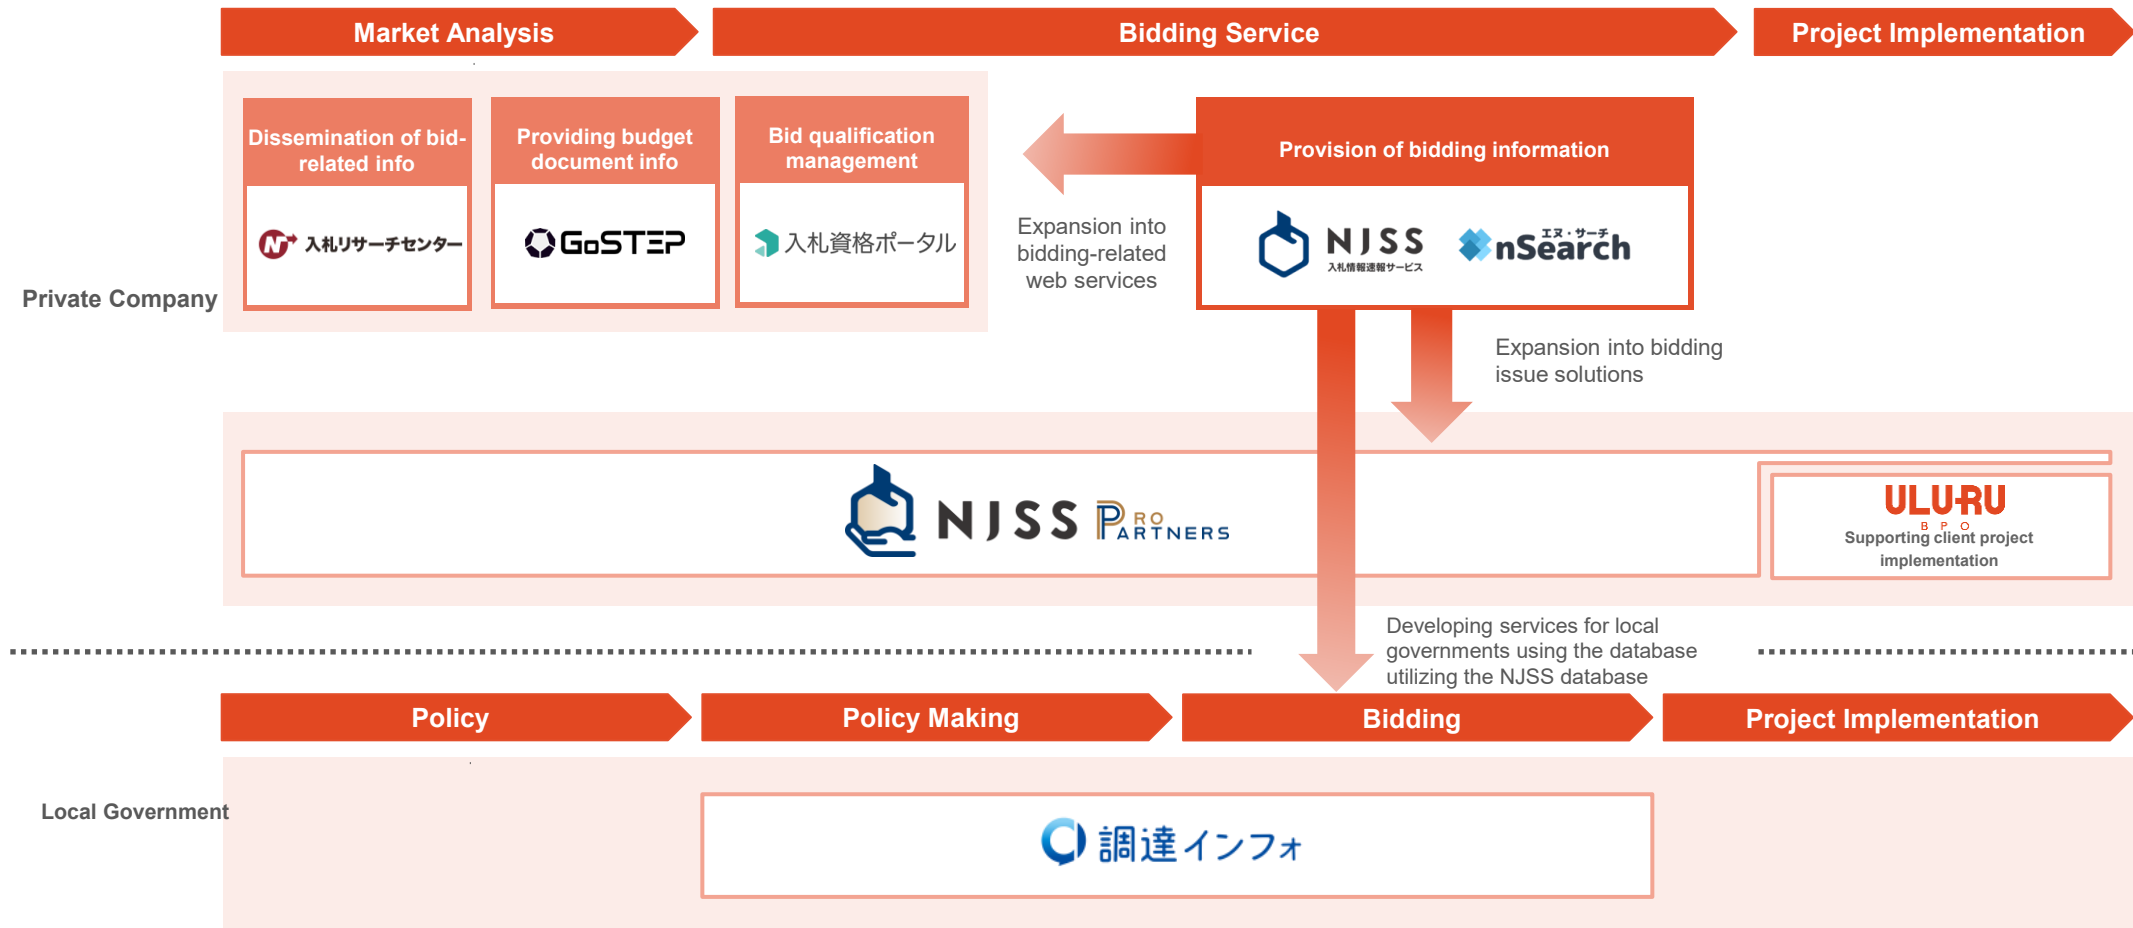 Market Analysis
Bidding Service
Project Implementation
Private Company
Dissemination of bid-
related info
入札リサーチセンター
Providing budget
document info
GoSTEP
Bid qualification
management
入札資格ポータル
Expansion into
bidding-related
web services
Provision of bidding information
NJSS
入札情報速報サービス
エヌ・サーチ
nSearch
Expansion into bidding
issue solutions
NJSS PRO PARTNERS
ULURU
BPO
Supporting client project
implementation
Developing services for local
governments using the database
utilizing the NJSS database
Policy
Policy Making
Bidding
Project Implementation
Local Government
調達インフォ